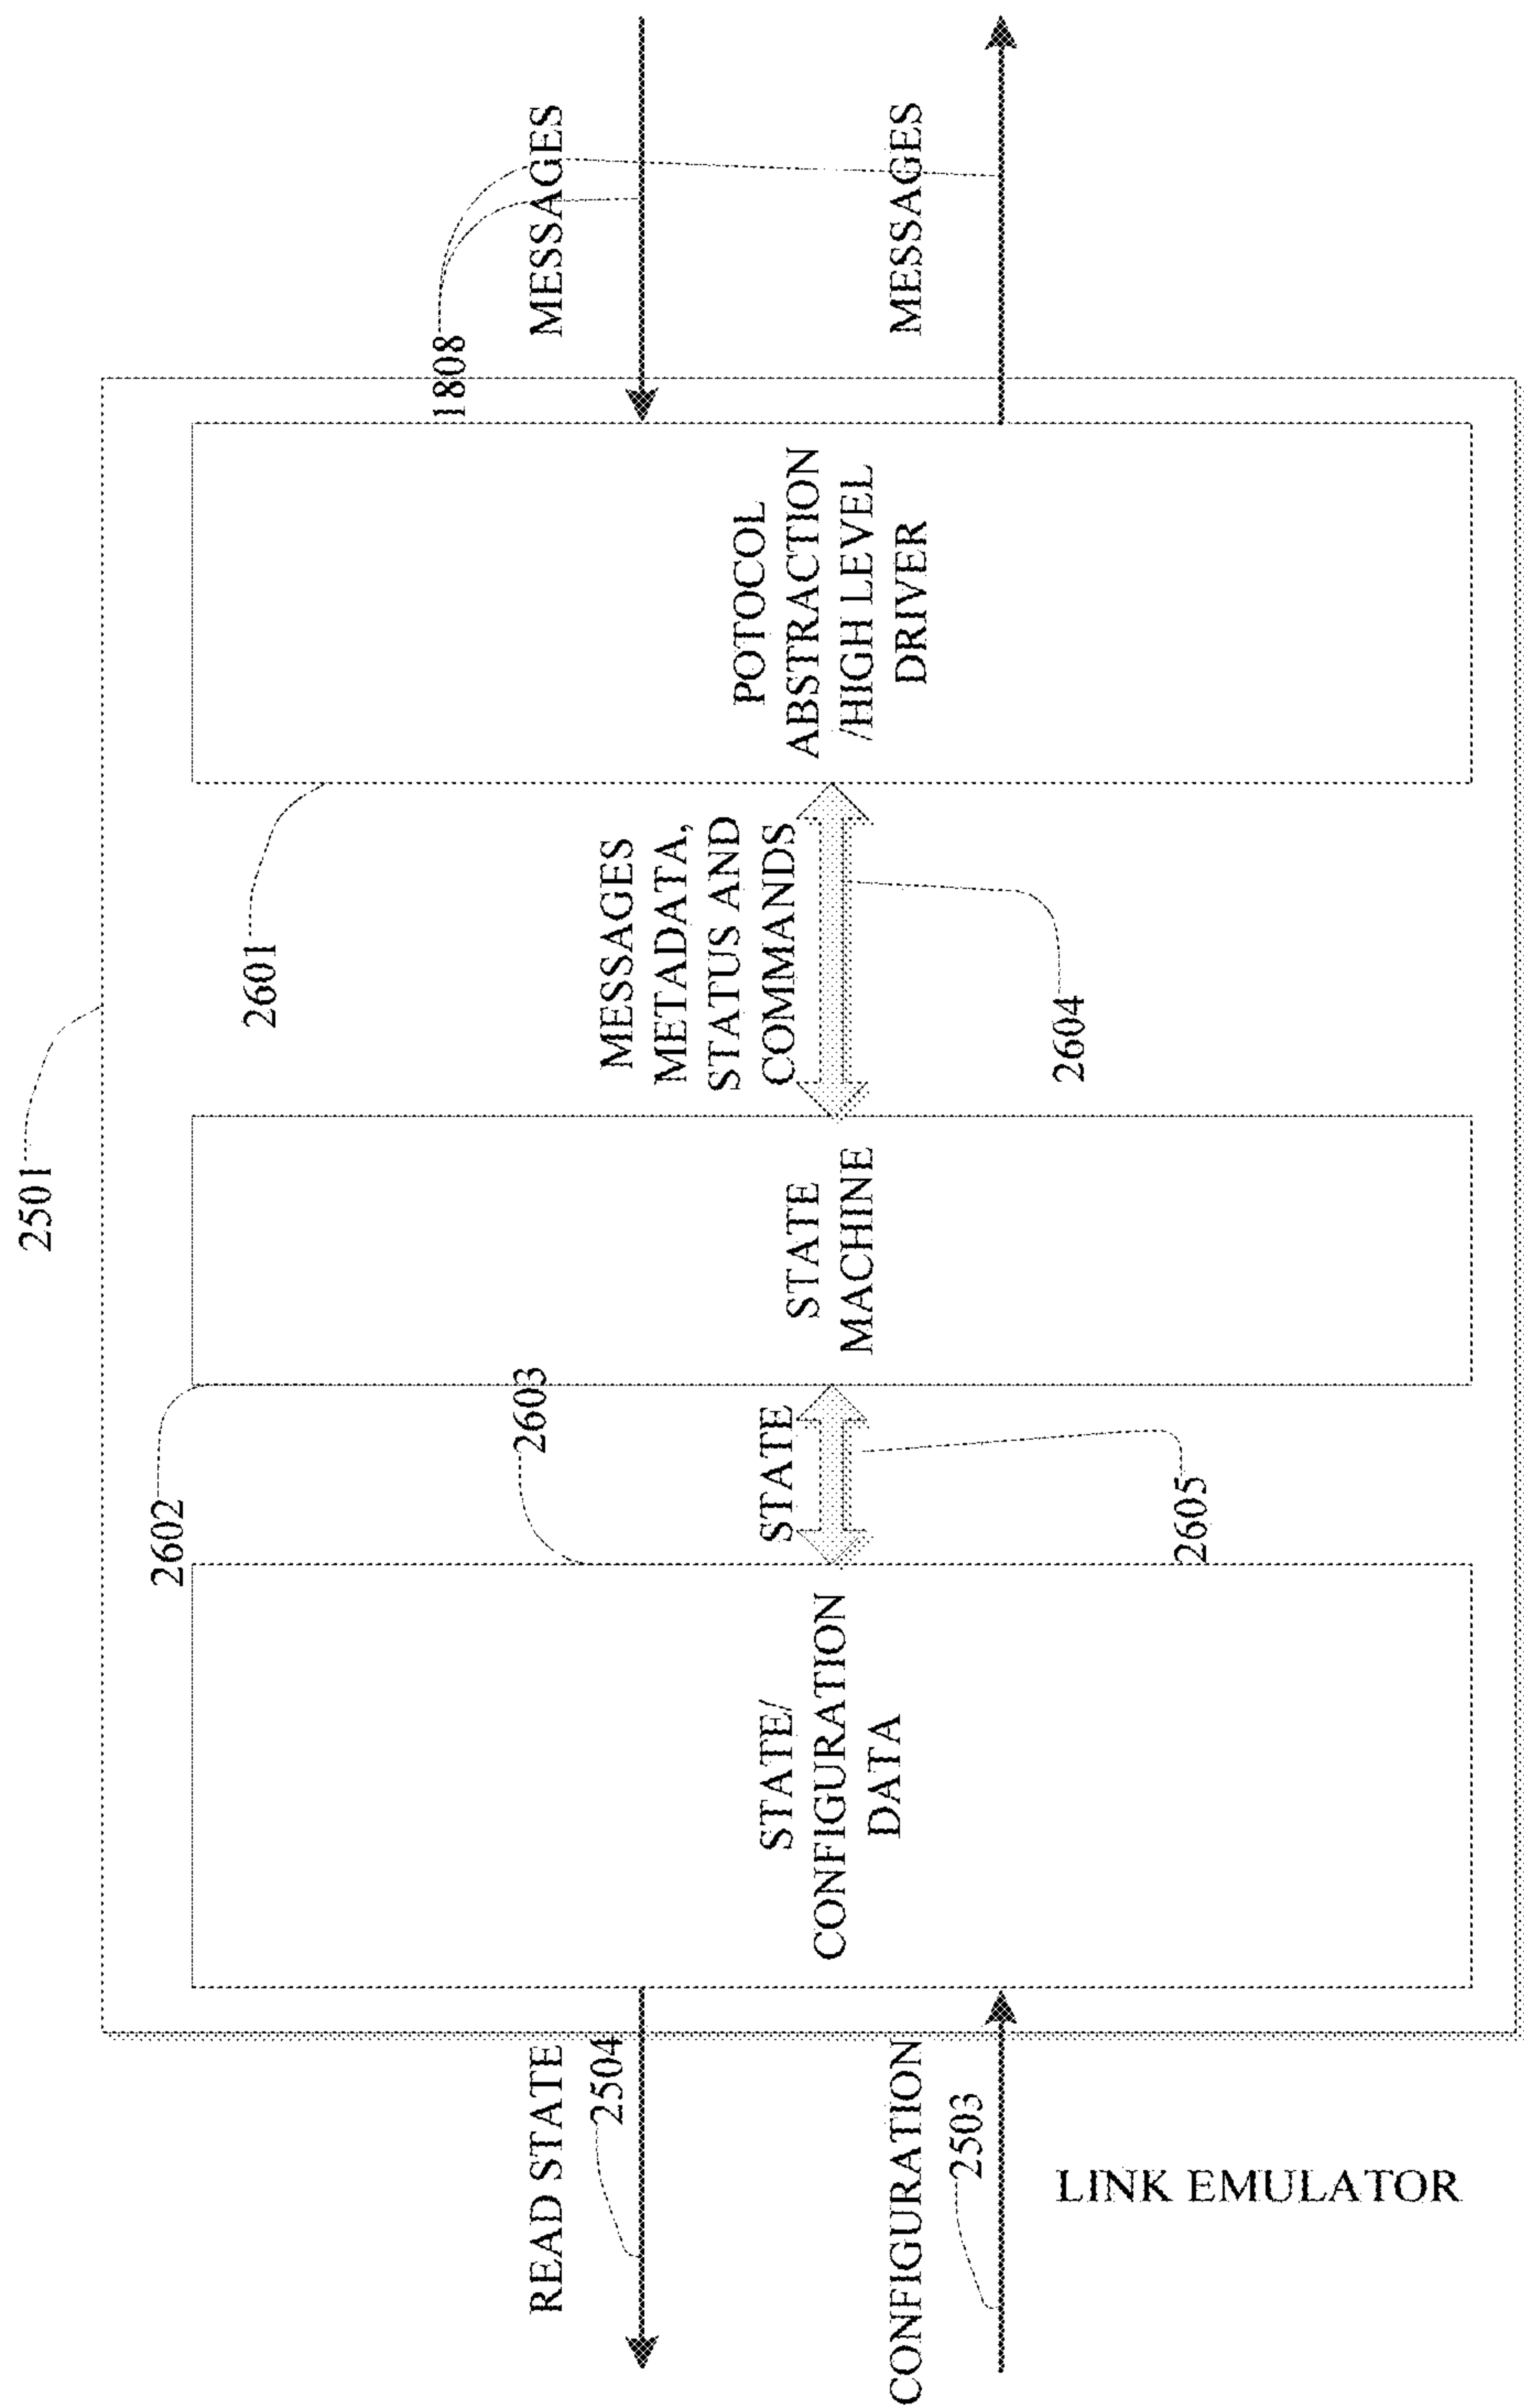 2501
2602
2601
2603
READ STATE
2504
STATE/
CONFIGURATION
DATA
STATE
STATE
MACHINE
MESSAGES
METADATA,
STATUS AND
COMMANDS
POTOCOL
ABSTRACTION
/HIGH LEVEL
DRIVER
1808
MESSAGES
MESSAGES
CONFIGURATION
2503
2605
2604
LINK EMULATOR